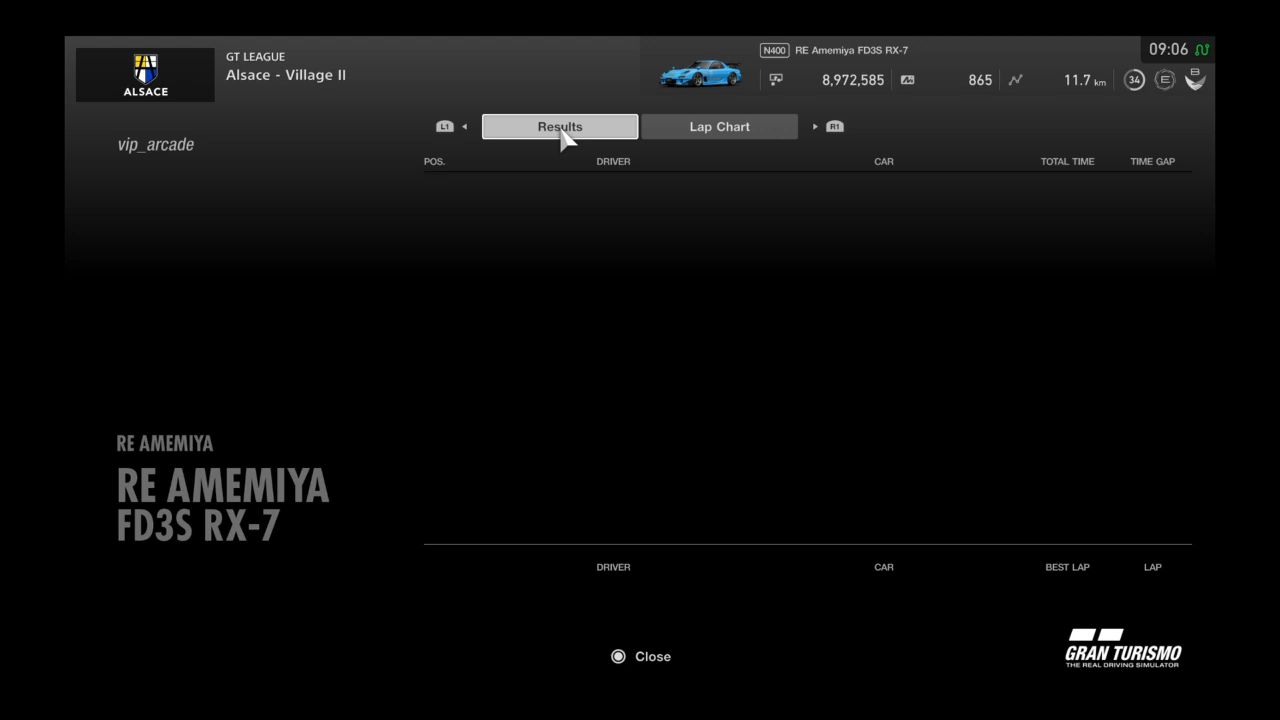 GT LEAGUE
Alsace - Village II
ALSACE
N400 RE Amemiya FD3S RX-7
8,972,585 865 11.7 km 34 E B
09:06
L1 Results Lap Chart R1
vip_arcade
POS. DRIVER CAR TOTAL TIME TIME GAP
RE AMEMIYA
RE AMEMIYA
FD3S RX-7
DRIVER CAR BEST LAP LAP
Close
GRAN TURISMO
THE REAL DRIVING SIMULATOR